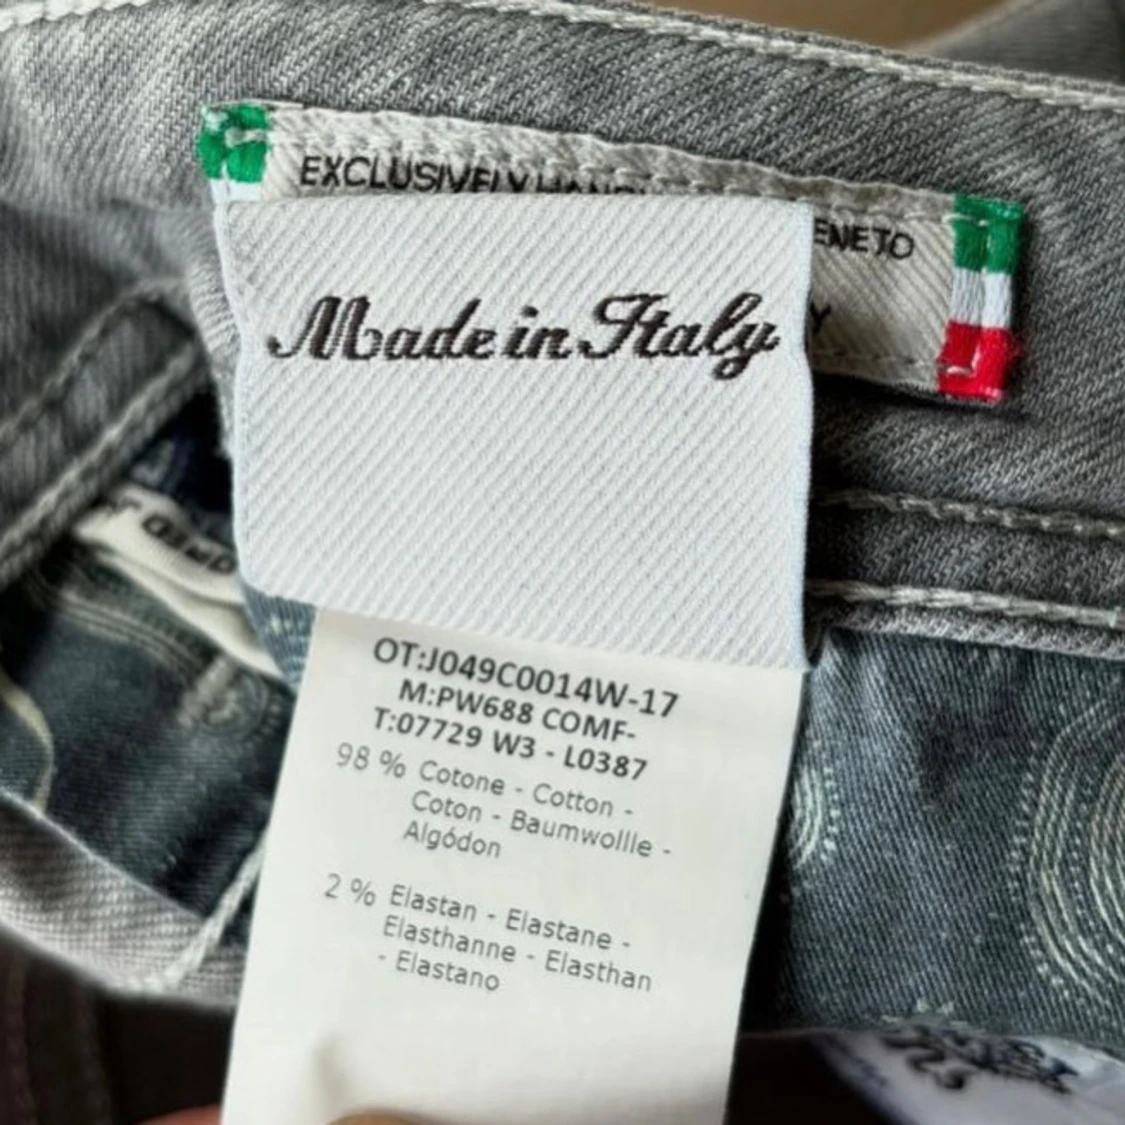 EXCLUSIVELY
ENETO
Y
Made in Italy
OT:J049C0014W-17
M:PW688 COMF-
T:07729 W3 - L0387
98 % Cotone - Cotton -
Coton - Baumwollle -
Algódon
2 % Elastan - Elastane -
Elasthanne - Elasthan
- Elastano